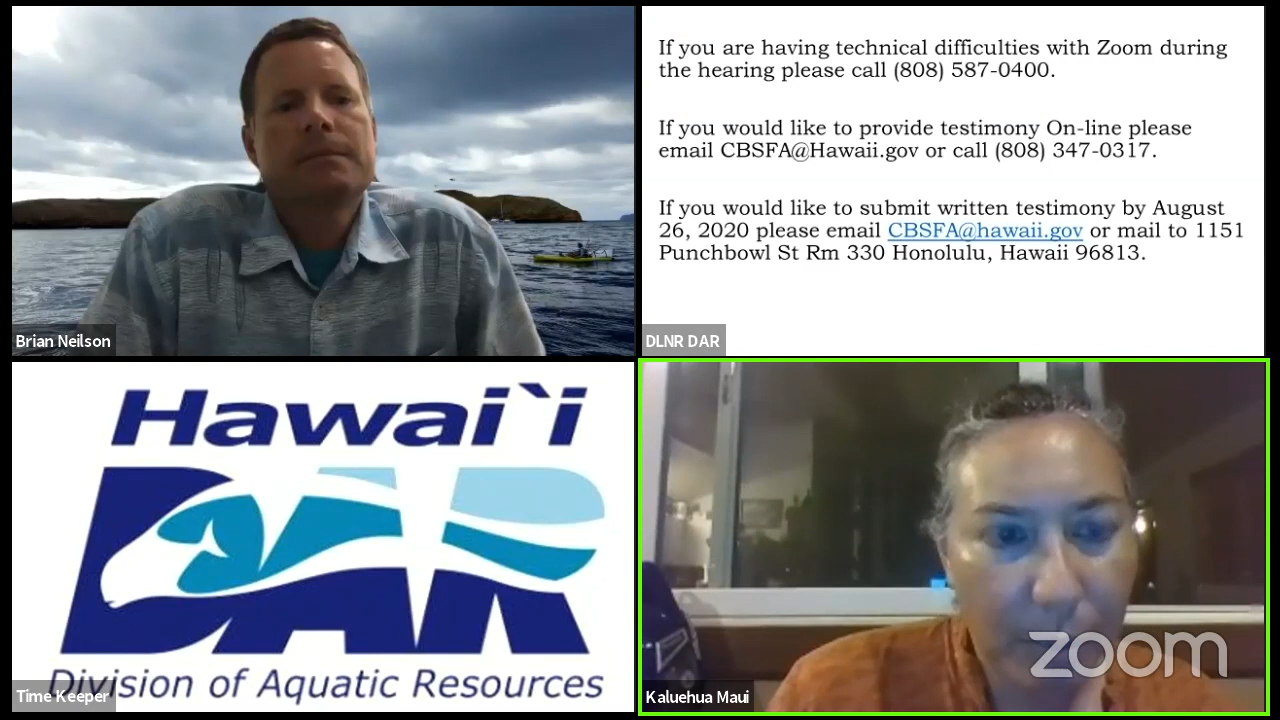 If you are having technical difficulties with Zoom during
the hearing please call (808) 587-0400.
If you would like to provide testimony On-line please
email CBSFA@Hawaii.gov or call (808) 347-0317.
If you would like to submit written testimony by August
26, 2020 please email CBSFA@hawaii.gov or mail to 1151
Punchbowl St Rm 330 Honolulu, Hawaii 96813.
Brian Neilson
DLNR DAR
Hawai`i
DAR
Division of Aquatic Resources
Time Keeper
Kaluehua Maui
zoom